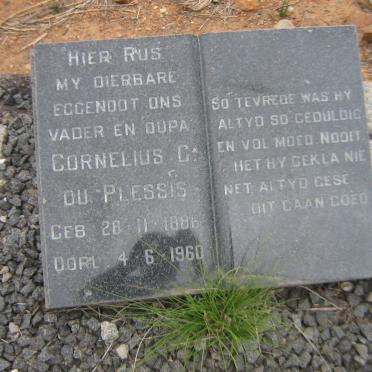 HIER RUS
MY DIERBARE
EGGENOOT ONS
VADER EN OUPA
CORNELIUS C.
DU PLESSIS
GEB 28 11 1886
OORL 4 6 1960
SO TEVREDE WAS HY
ALTYD SO GEDULDIG
EN VOL MOED NOOIT
HET HY GEKLA NIE
NET ALTYD GESE
DIT GAAN GOED